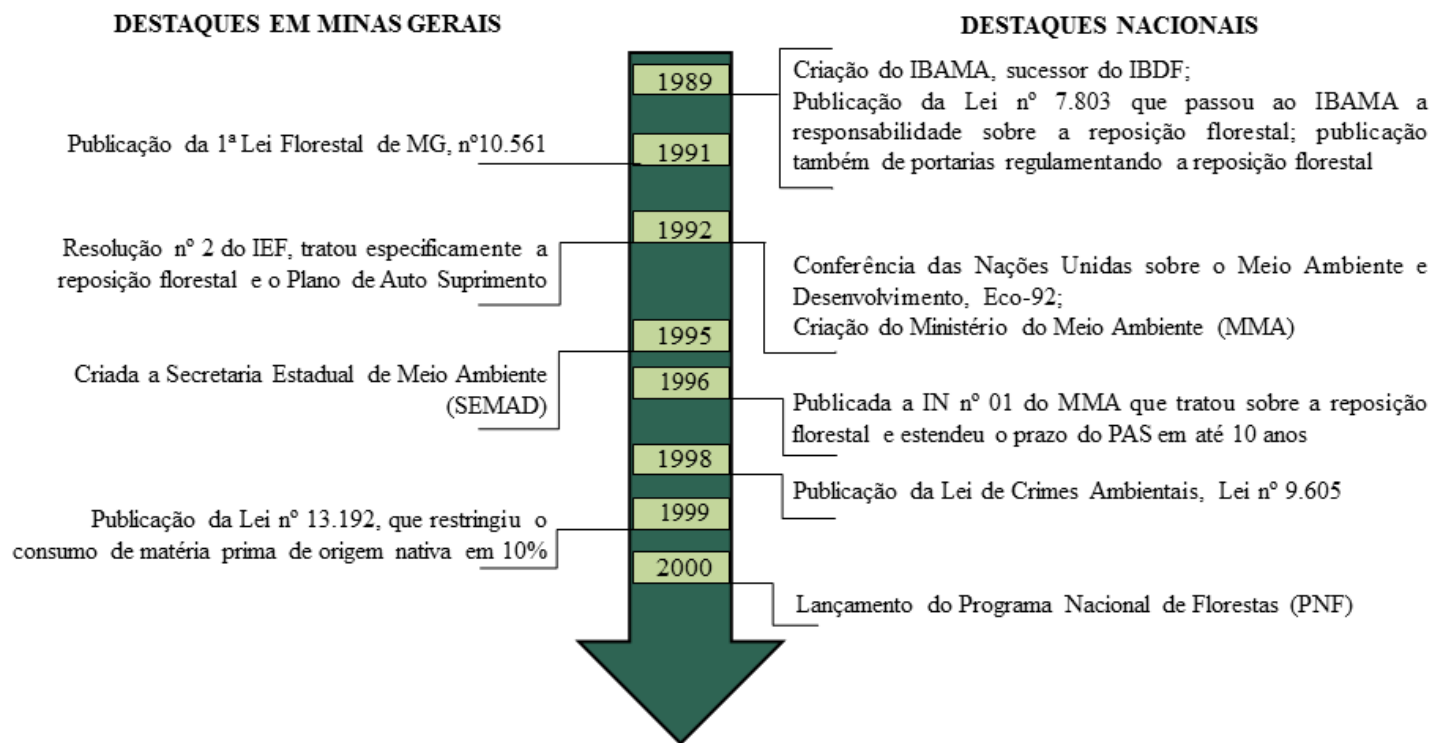 DESTAQUES EM MINAS GERAIS
DESTAQUES NACIONAIS
1989
Criação do IBAMA, sucessor do IBDF;
Publicação da Lei nº 7.803 que passou ao IBAMA a
responsabilidade sobre a reposição florestal; publicação
também de portarias regulamentando a reposição florestal
Publicação da 1ª Lei Florestal de MG, nº10.561
1991
1992
Resolução nº 2 do IEF, tratou especificamente a
reposição florestal e o Plano de Auto Suprimento
Conferência das Nações Unidas sobre o Meio Ambiente e
Desenvolvimento, Eco-92;
Criação do Ministério do Meio Ambiente (MMA)
1995
Criada a Secretaria Estadual de Meio Ambiente
(SEMAD)
1996
Publicada a IN nº 01 do MMA que tratou sobre a reposição
florestal e estendeu o prazo do PAS em até 10 anos
1998
Publicação da Lei de Crimes Ambientais, Lei nº 9.605
1999
Publicação da Lei nº 13.192, que restringiu o
consumo de matéria prima de origem nativa em 10%
2000
Lançamento do Programa Nacional de Florestas (PNF)